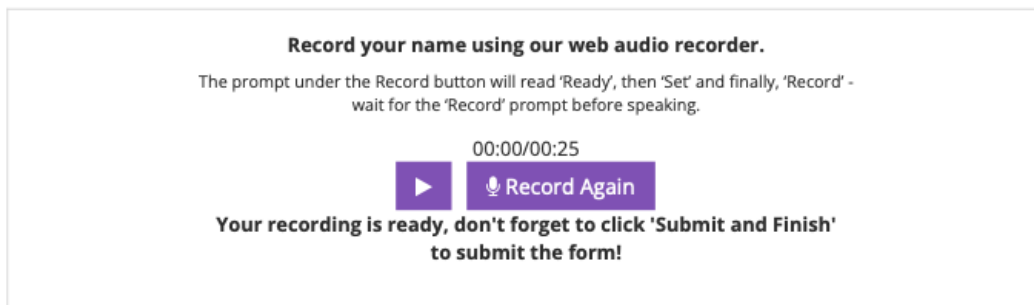 Record your name using our web audio recorder.
The prompt under the Record button will read ‘Ready’, then ‘Set’ and finally, ‘Record’ -
wait for the ‘Record’ prompt before speaking.
00:00/00:25
Record Again
Your recording is ready, don't forget to click 'Submit and Finish'
to submit the form!